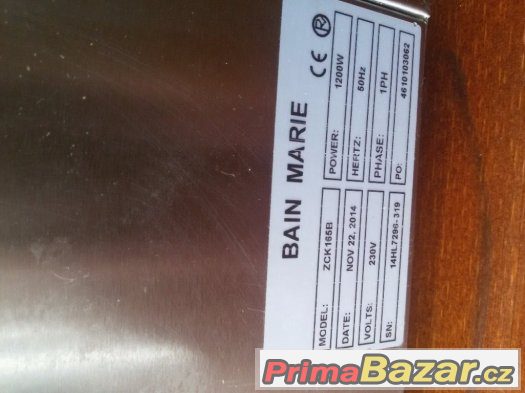 BAIN MARIE CE R
MODEL: ZCK165B POWER: 1200W
DATE: NOV 22, 2014 HERTZ: 50Hz
VOLTS: 230V PHASE: 1PH
SN: 14HL7296-319 PO: 4610103062
PrimaBazar.cz